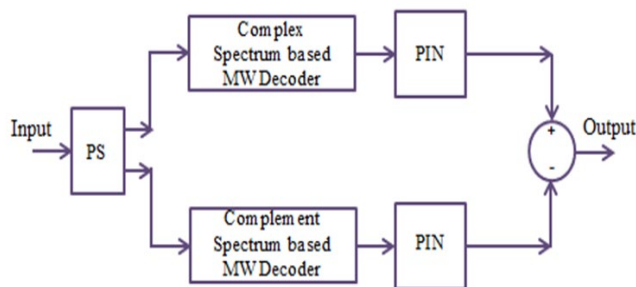 Input
PS
Complex
Spectrum based
MWDecoder
PIN
Complement
Spectrum based
MWDecoder
PIN
+
-
Output